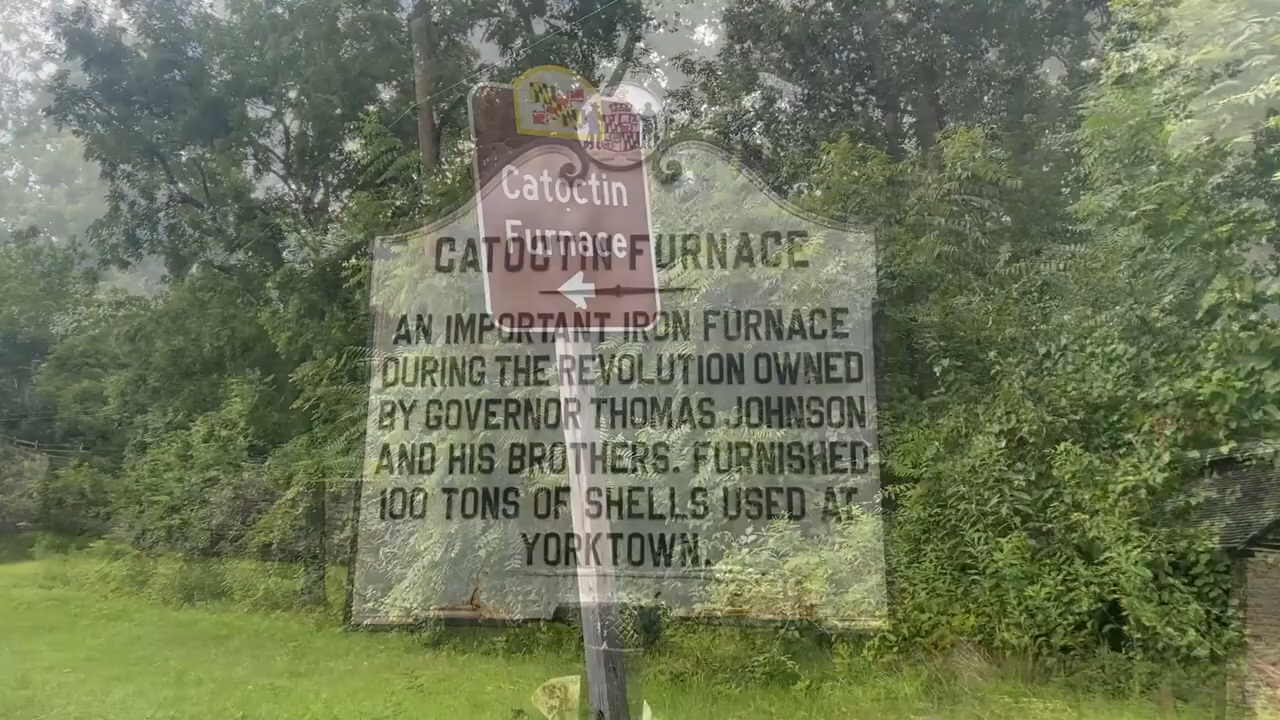 Catoctin
Furnace
CATOCTIN FURNACE
AN IMPORTANT IRON FURNACE
DURING THE REVOLUTION OWNED
BY GOVERNOR THOMAS JOHNSON
AND HIS BROTHERS. FURNISHED
100 TONS OF SHELLS USED AT
YORKTOWN.